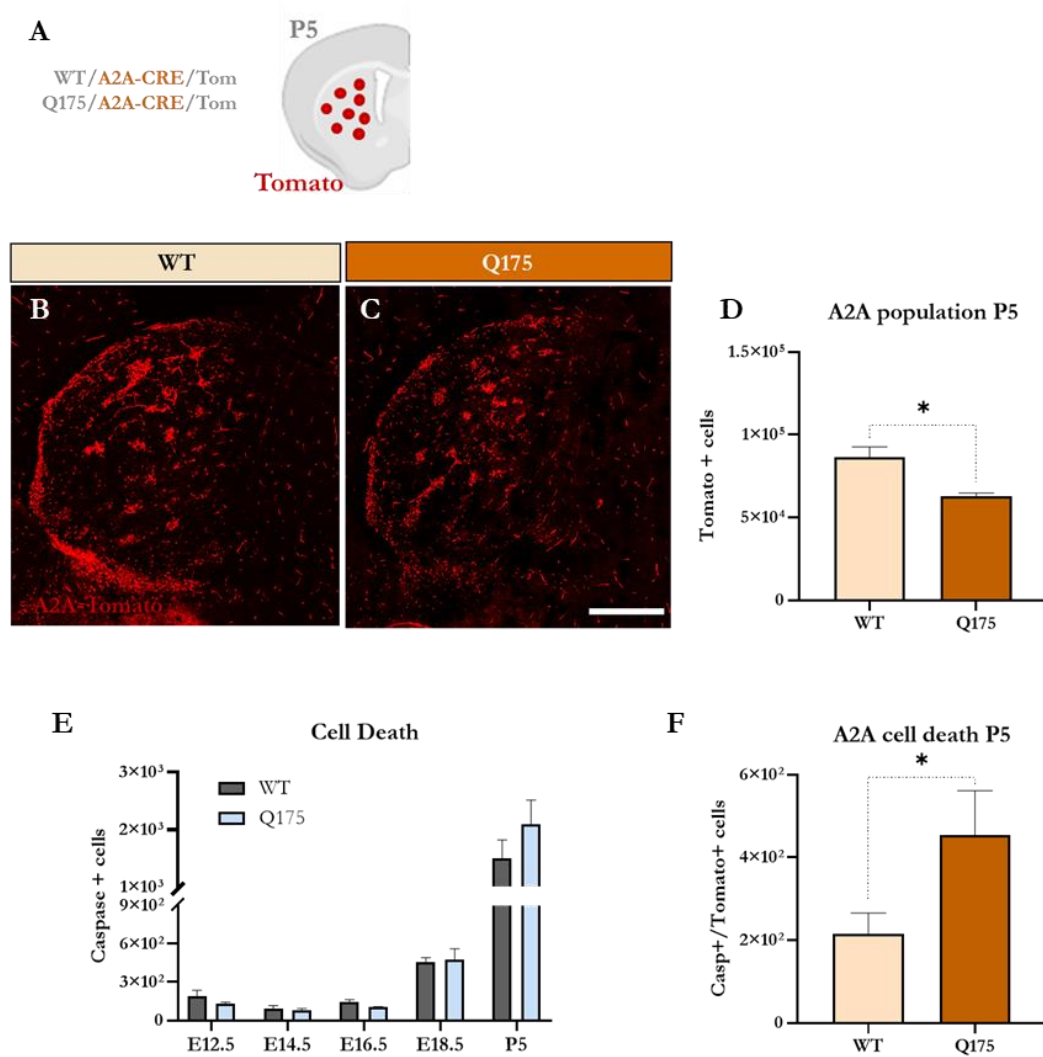 A
P5
WT/A2A-CRE/Tom
Q175/A2A-CRE/Tom
Tomato
WT
Q175
B
C
A2A-Tomato
D
A2A population P5
Tomato + cells
1.5×10⁵
1×10⁵
5×10⁴
0
*
WT
Q175
E
Cell Death
Caspase + cells
3×10³
2×10³
1×10³
9×10²
6×10²
3×10²
0
WT
Q175
E12.5
E14.5
E16.5
E18.5
P5
F
A2A cell death P5
Casp+/Tomato+ cells
6×10²
4×10²
2×10²
0
*
WT
Q175